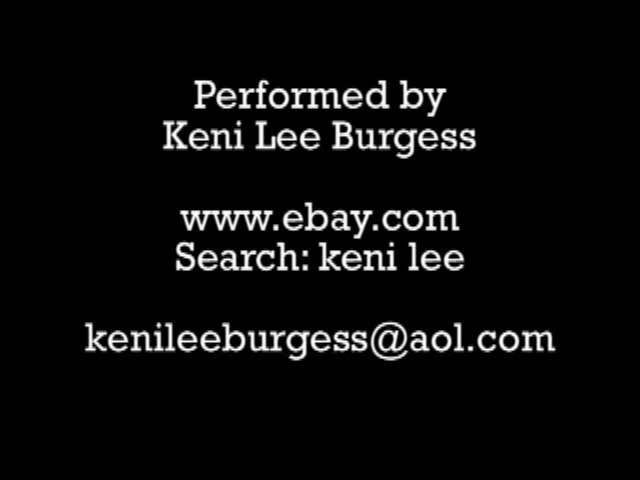 Performed by
Keni Lee Burgess
www.ebay.com
Search: keni lee
kenileeburgess@aol.com